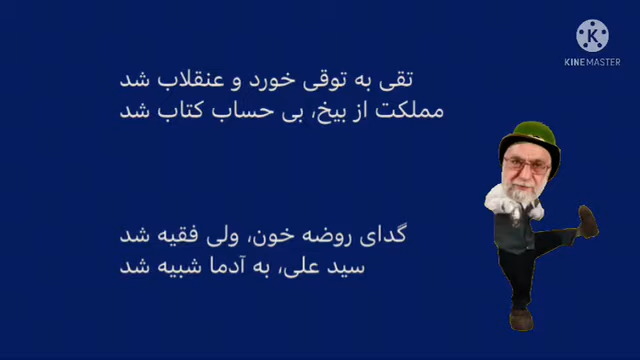 KINEMASTER
تقی به توقی خورد و عنقلاب شد
مملکت از بیخ، بی حساب کتاب شد
گدای روضه خون، ولی فقیه شد
سید علی، به آدما شبیه شد